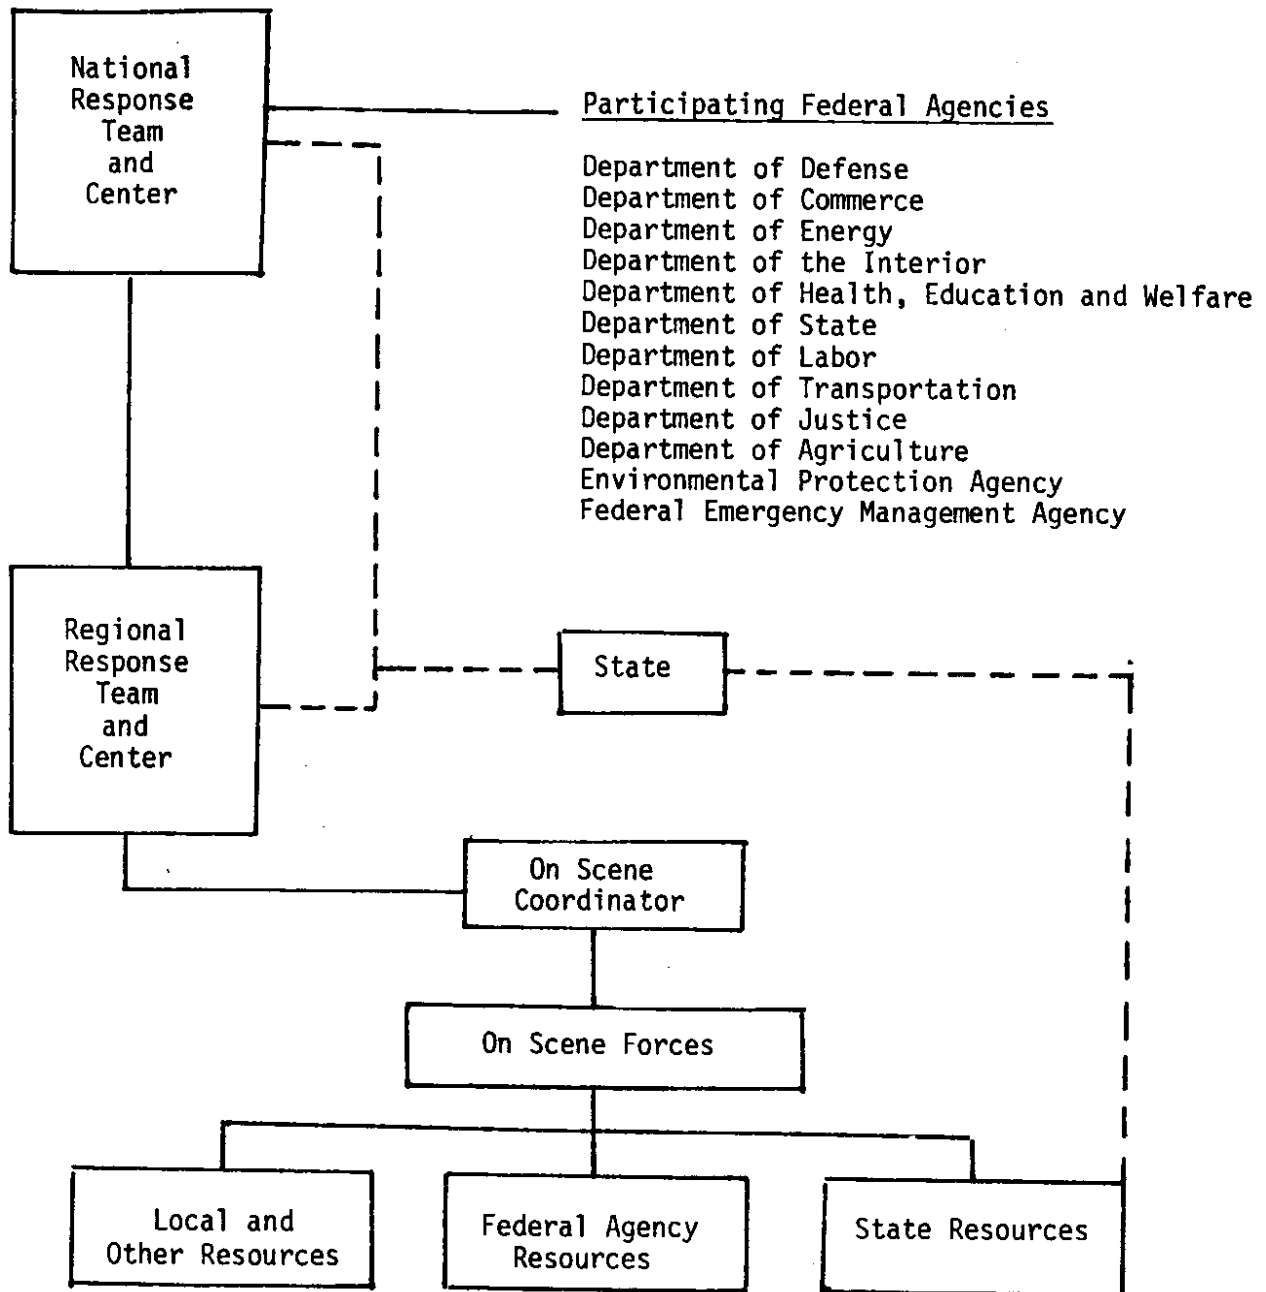 National
Response
Team
and
Center
Participating Federal Agencies
Department of Defense
Department of Commerce
Department of Energy
Department of the Interior
Department of Health, Education and Welfare
Department of State
Department of Labor
Department of Transportation
Department of Justice
Department of Agriculture
Environmental Protection Agency
Federal Emergency Management Agency
Regional
Response
Team
and
Center
State
On Scene
Coordinator
On Scene Forces
Local and
Other Resources
Federal Agency
Resources
State Resources